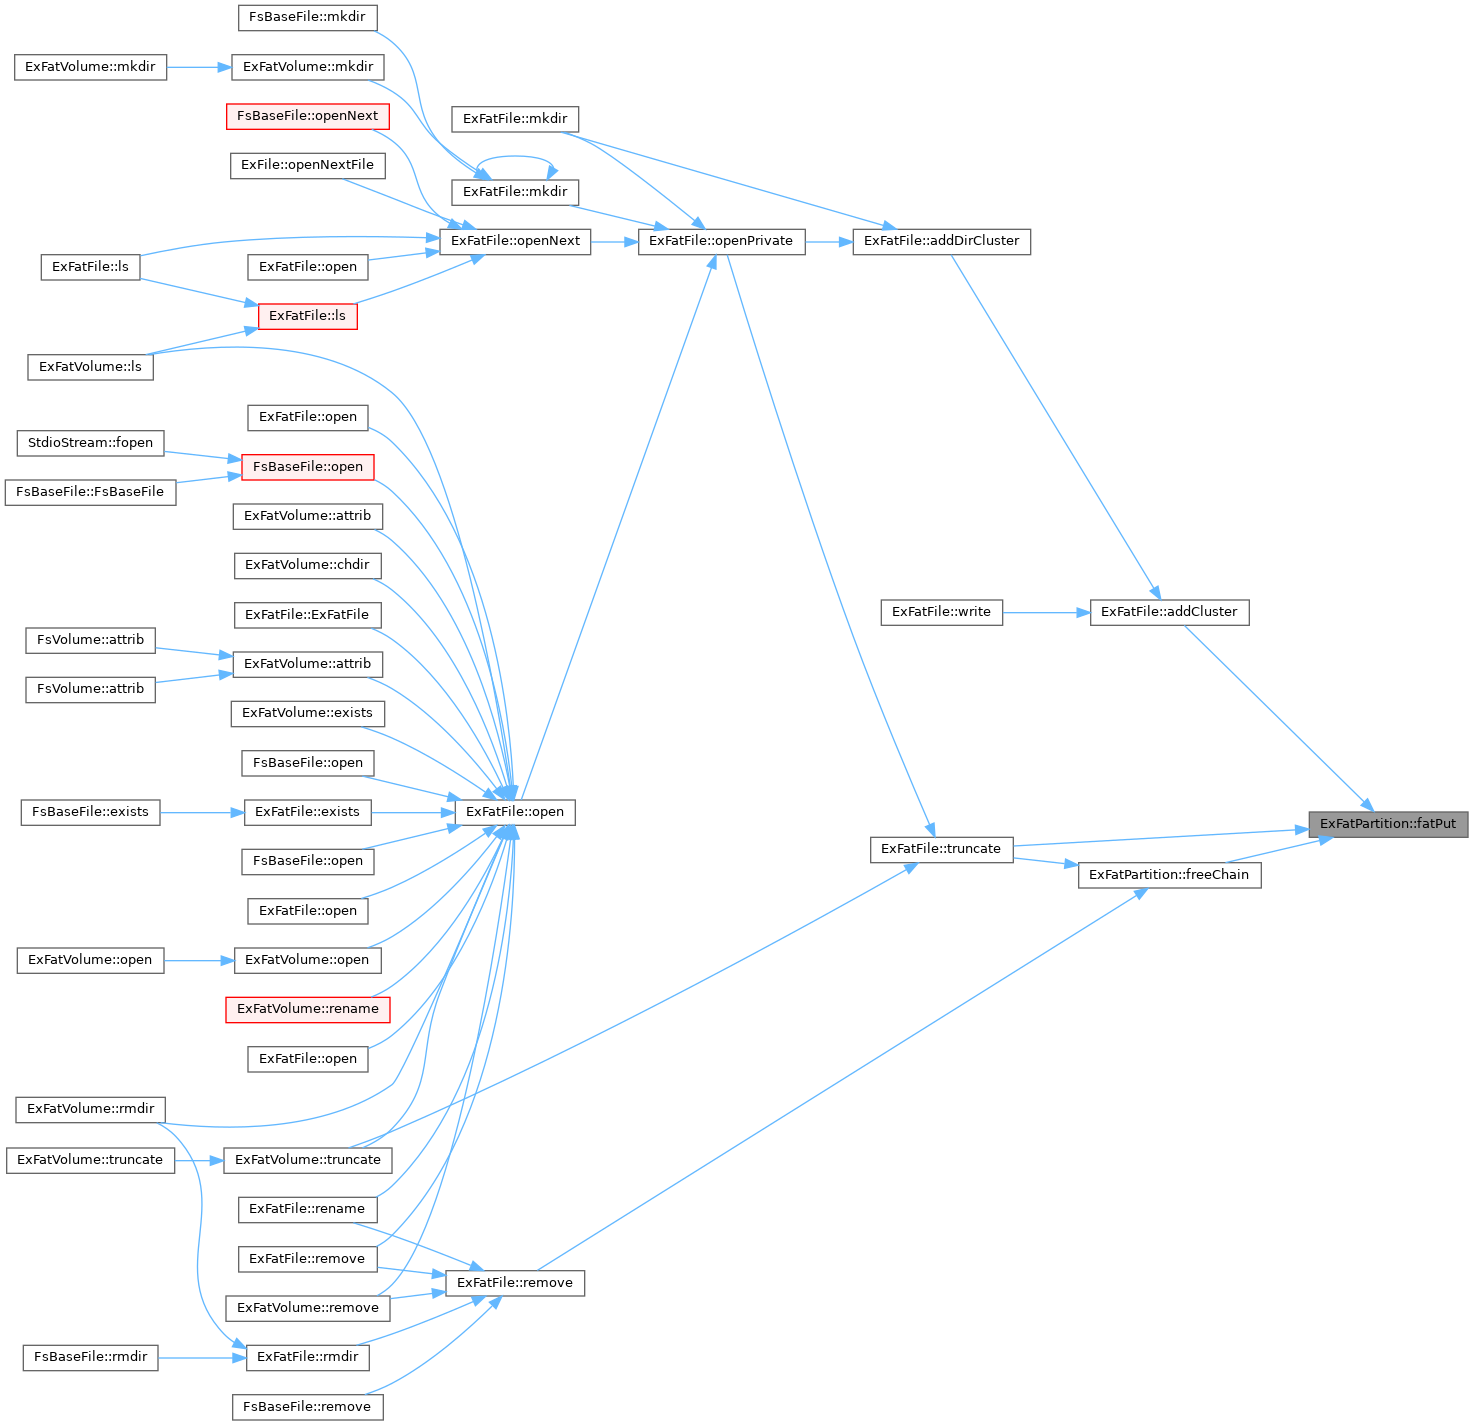 FsBaseFile::mkdir
ExFatVolume::mkdir
ExFatVolume::mkdir
FsBaseFile::openNext
ExFatFile::mkdir
ExFile::openNextFile
ExFatFile::mkdir
ExFatFile::openNext
ExFatFile::openPrivate
ExFatFile::addDirCluster
ExFatFile::ls
ExFatFile::open
ExFatFile::ls
ExFatVolume::ls
ExFatFile::open
StdioStream::fopen
FsBaseFile::open
FsBaseFile::FsBaseFile
ExFatVolume::attrib
ExFatVolume::chdir
ExFatFile::ExFatFile
ExFatFile::write
ExFatFile::addCluster
FsVolume::attrib
ExFatVolume::attrib
FsVolume::attrib
ExFatVolume::exists
FsBaseFile::open
FsBaseFile::exists
ExFatFile::exists
ExFatFile::open
ExFatPartition::fatPut
ExFatFile::truncate
FsBaseFile::open
ExFatPartition::freeChain
ExFatFile::open
ExFatVolume::open
ExFatVolume::open
ExFatVolume::rename
ExFatFile::open
ExFatVolume::rmdir
ExFatVolume::truncate
ExFatVolume::truncate
ExFatFile::rename
ExFatFile::remove
ExFatFile::remove
ExFatVolume::remove
FsBaseFile::rmdir
ExFatFile::rmdir
FsBaseFile::remove